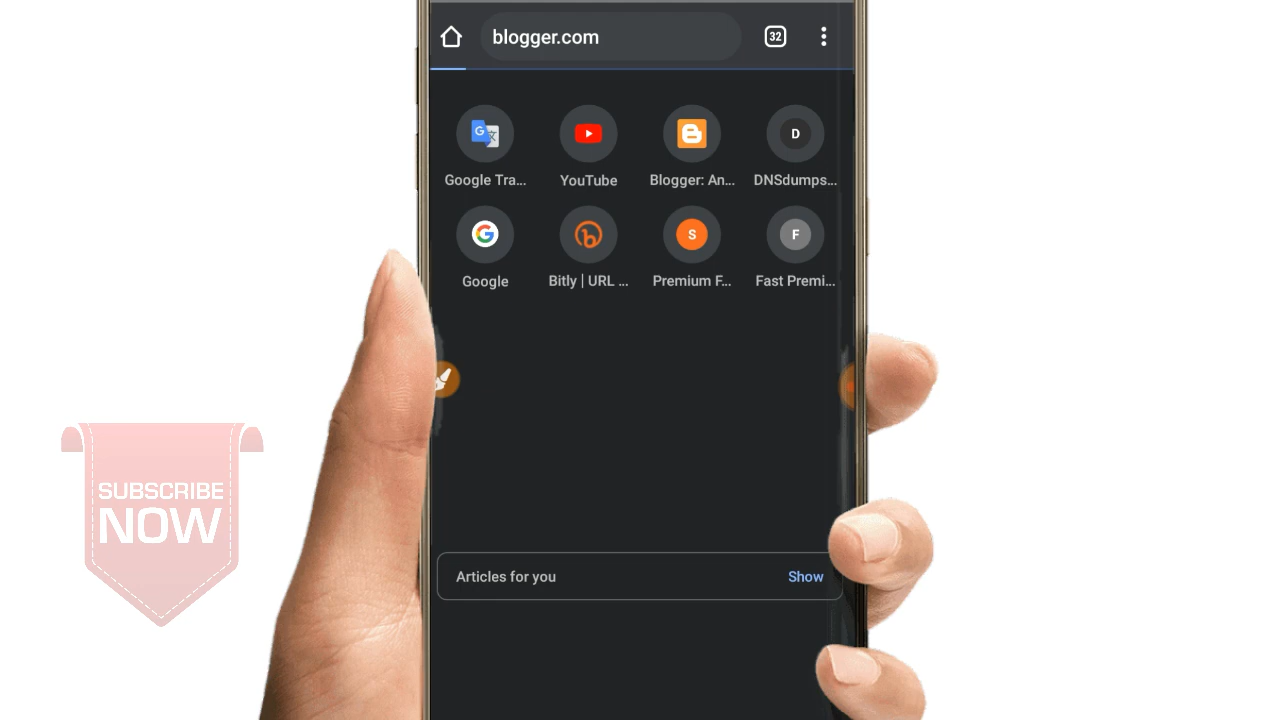 blogger.com
32
Google Tra...
YouTube
Blogger: An...
D
DNSdumps...
G
Google
Bitly | URL ...
S
Premium F...
F
Fast Premi...
Articles for you
Show
SUBSCRIBE
NOW